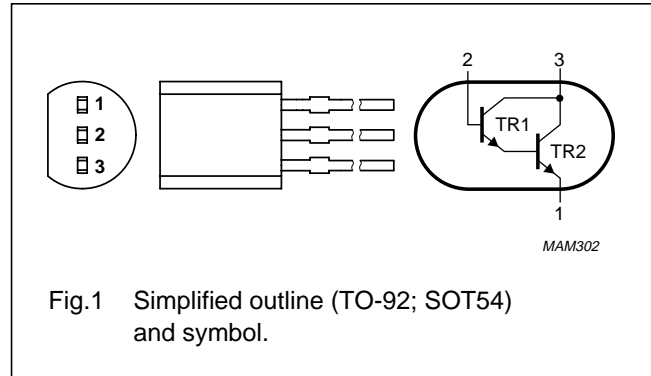 1
2
3
2 3
TR1
TR2
1
MAM302
Fig.1 Simplified outline (TO-92; SOT54)
and symbol.